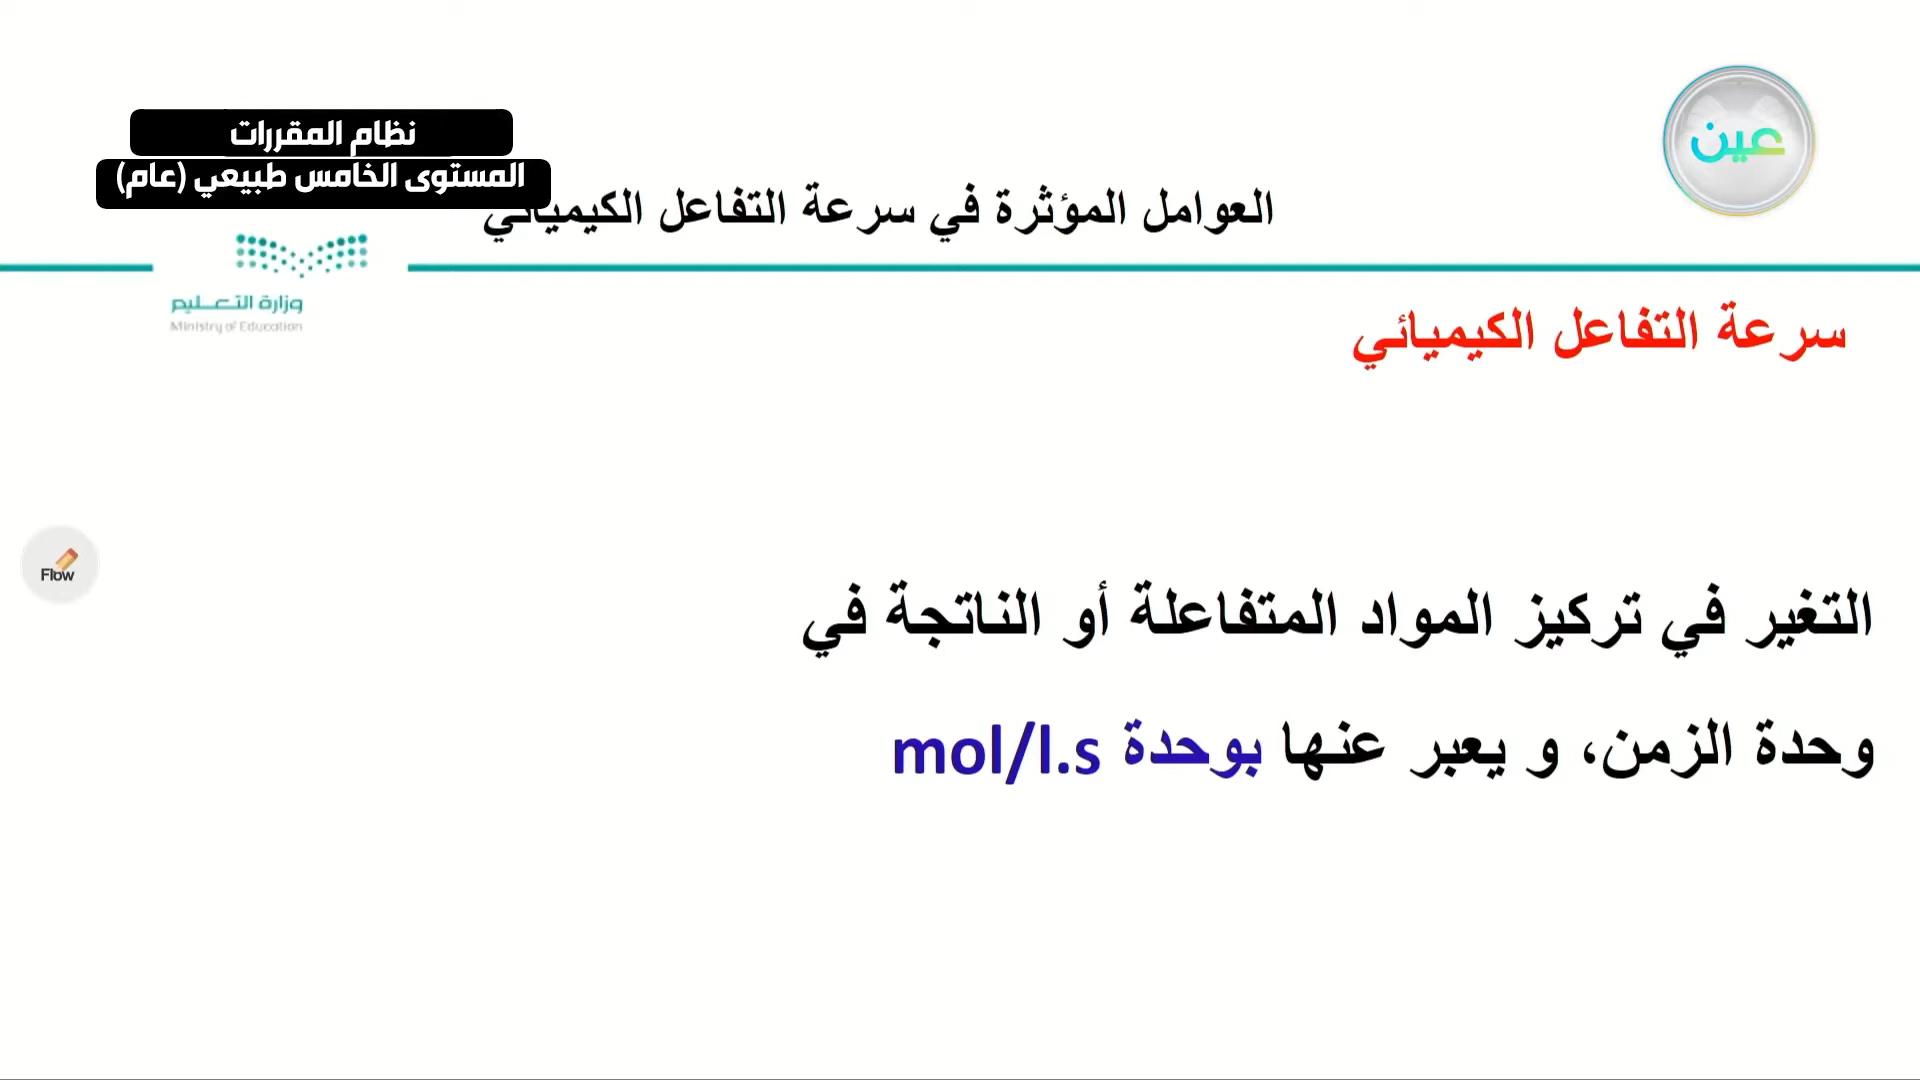 نظام المقررات
المستوى الخامس طبيعي (عام)
عين
العوامل المؤثرة في سرعة التفاعل الكيميائي
وزارة التعليم
Ministry of Education
سرعة التفاعل الكيميائي
Flow
التغير في تركيز المواد المتفاعلة أو الناتجة في
وحدة الزمن، و يعبر عنها بوحدة mol/l.s